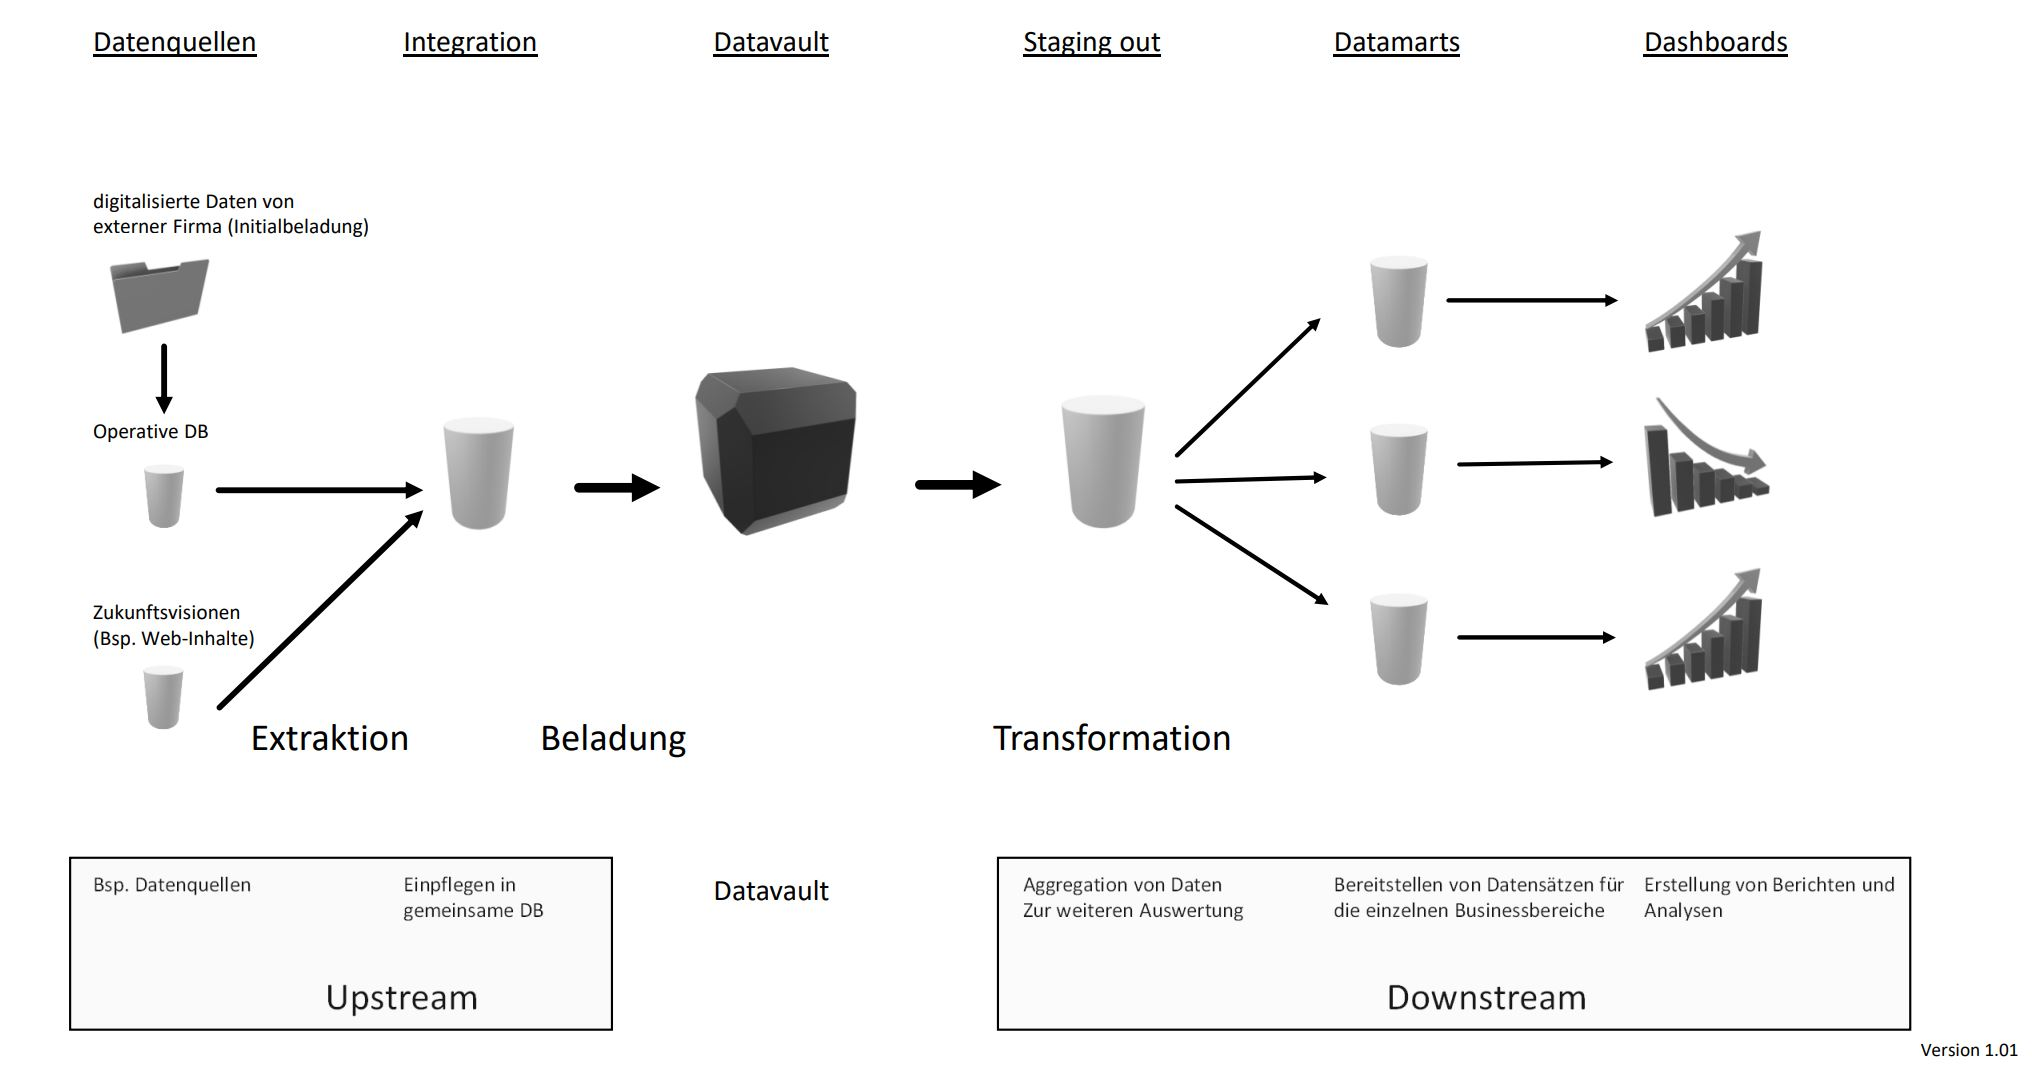 Datenquellen
Integration
Datavault
Staging out
Datamarts
Dashboards
digitalisierte Daten von
externer Firma (Initialbeladung)
Operative DB
Zukunftsvisionen
(Bsp. Web-Inhalte)
Extraktion
Beladung
Transformation
Bsp. Datenquellen
Einpflegen in
gemeinsame DB
Upstream
Datavault
Aggregation von Daten
Zur weiteren Auswertung
Bereitstellen von Datensätzen für
die einzelnen Businessbereiche
Erstellung von Berichten und
Analysen
Downstream
Version 1.01